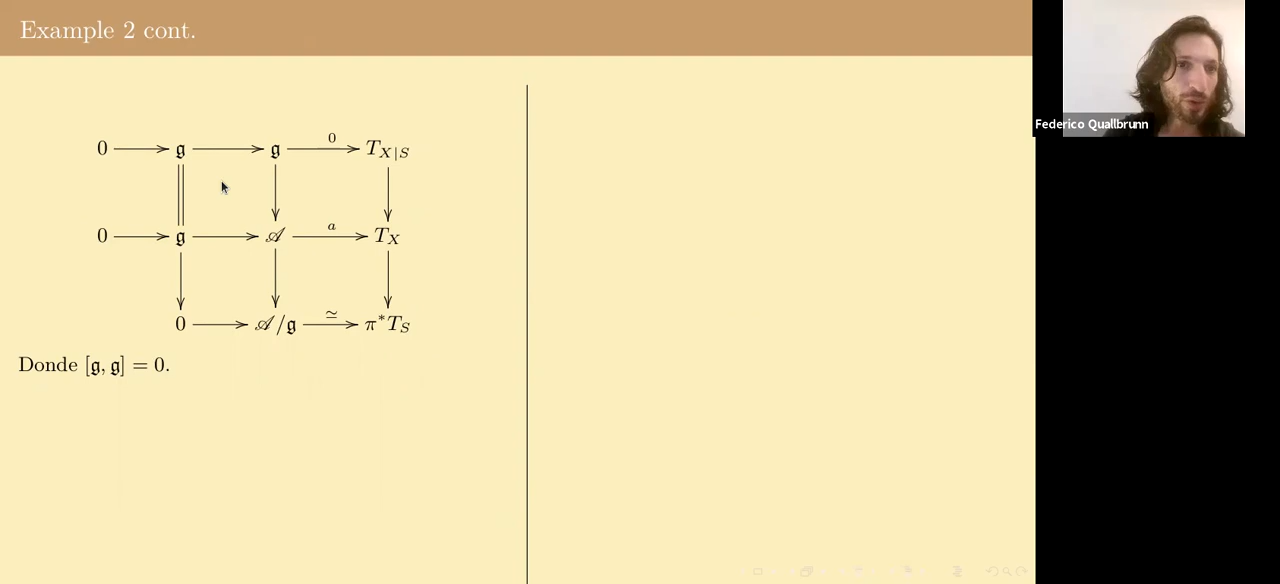 Example 2 cont.
0 → 𝔤 → 𝔤 →^0 T_{X|S}
0 → 𝔤 → 𝒜 →^a T_X
0 → 𝒜/𝔤 →^≃ π*T_S
Donde [𝔤, 𝔤] = 0.
Federico Quallbrunn